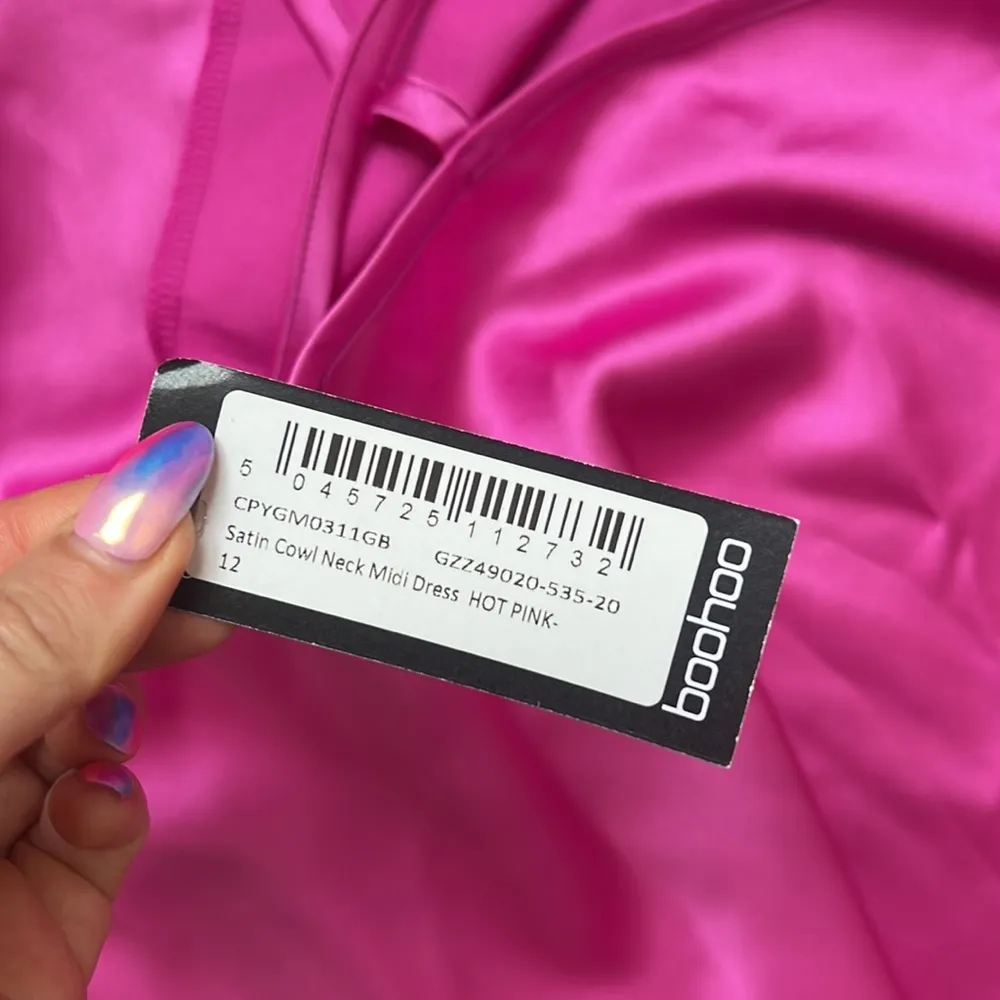 5 045725 112732
CPYGM0311GB GZZ49020-535-20
Satin Cowl Neck Midi Dress HOT PINK-
12
boohoo